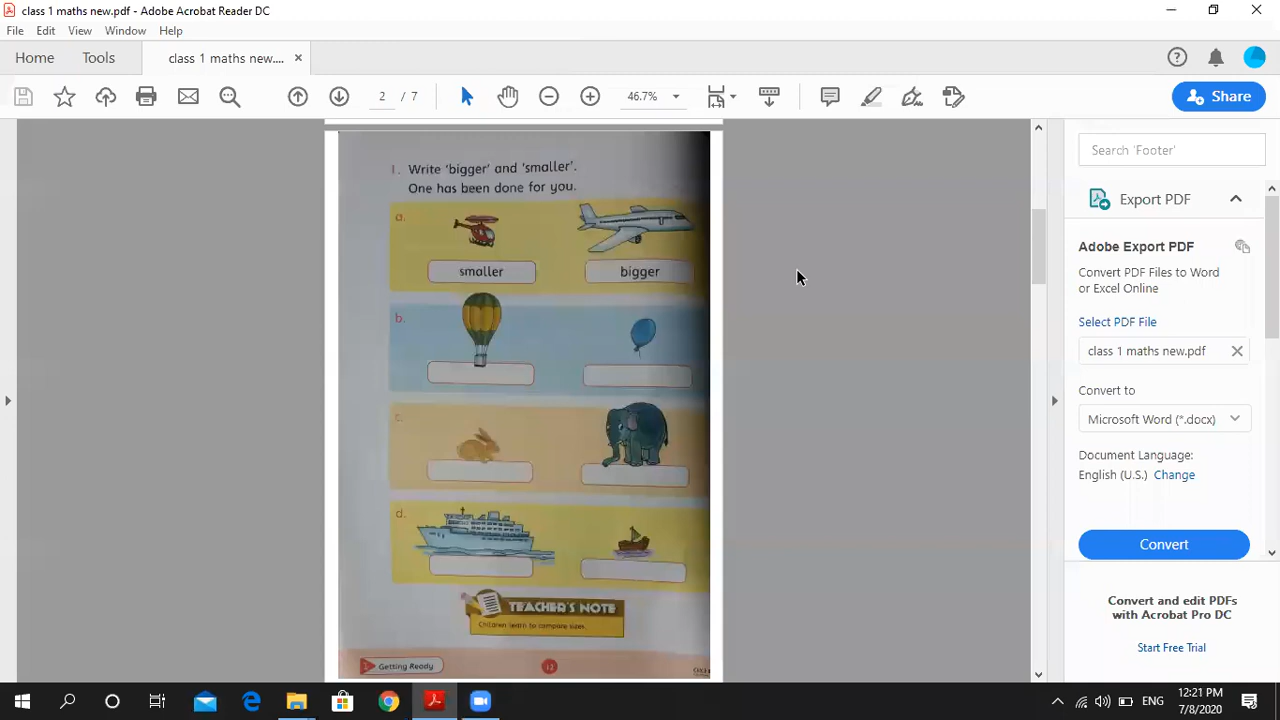 class 1 maths new.pdf - Adobe Acrobat Reader DC
File Edit View Window Help
Home Tools class 1 maths new.... ×
2 / 7 46.7% Share
1. Write 'bigger' and 'smaller'.
One has been done for you.
a.
smaller bigger
b.
c.
d.
TEACHER'S NOTE
Children learn to compare sizes.
1 Getting Ready 12
Search 'Footer'
Export PDF
Adobe Export PDF
Convert PDF Files to Word
or Excel Online
Select PDF File
class 1 maths new.pdf
Convert to
Microsoft Word (*.docx)
Document Language:
English (U.S.) Change
Convert
Convert and edit PDFs
with Acrobat Pro DC
Start Free Trial
ENG
12:21 PM
7/8/2020